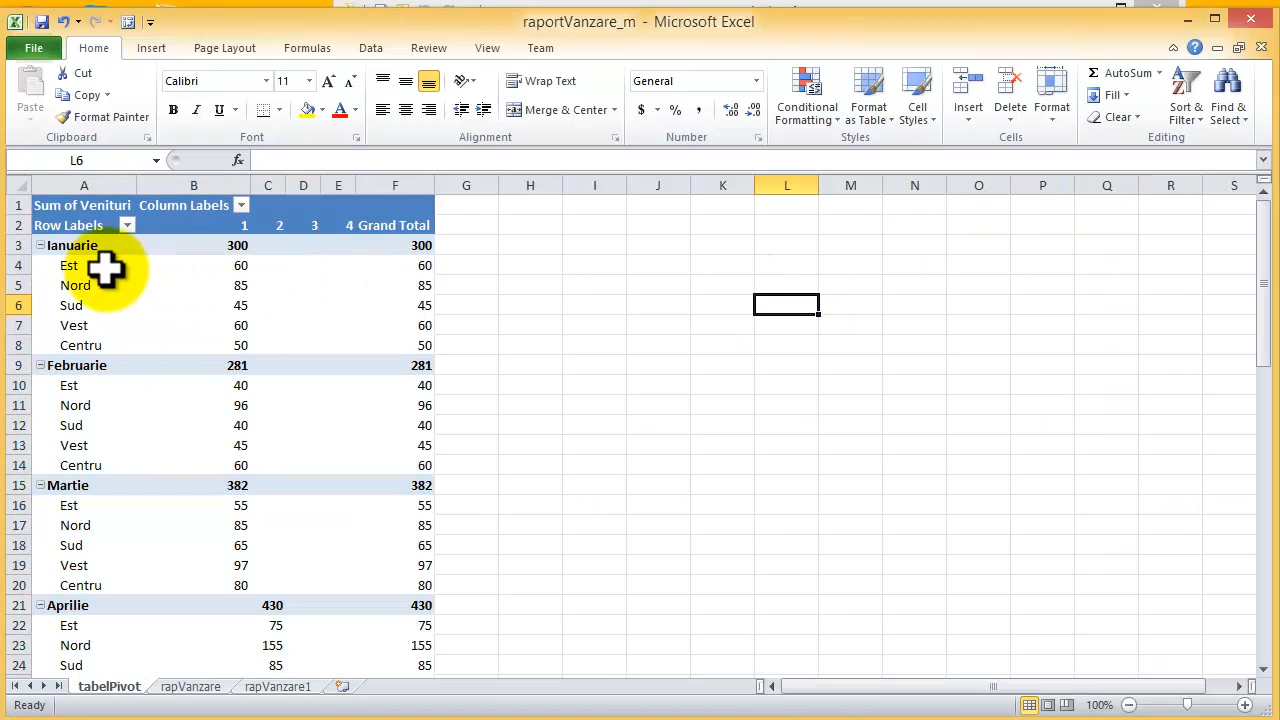 raportVanzare_m - Microsoft Excel
File Home Insert Page Layout Formulas Data Review View Team
Paste Cut Copy Format Painter Clipboard
Calibri 11 B I U A A A Font
Wrap Text Merge & Center Alignment
General $ % , Number
Conditional Formatting Format as Table Cell Styles Styles
Insert Delete Format Cells
Σ AutoSum Fill Clear Sort & Filter Find & Select Editing
L6 fx
A B C D E F G H I J K L M N O P Q R S
1 Sum of Venituri Column Labels
2 Row Labels 1 2 3 4 Grand Total
3 Ianuarie 300 300
4 Est 60 60
5 Nord 85 85
6 Sud 45 45
7 Vest 60 60
8 Centru 50 50
9 Februarie 281 281
10 Est 40 40
11 Nord 96 96
12 Sud 40 40
13 Vest 45 45
14 Centru 60 60
15 Martie 382 382
16 Est 55 55
17 Nord 85 85
18 Sud 65 65
19 Vest 97 97
20 Centru 80 80
21 Aprilie 430 430
22 Est 75 75
23 Nord 155 155
24 Sud 85 85
tabelPivot rapVanzare rapVanzare1
Ready 100%